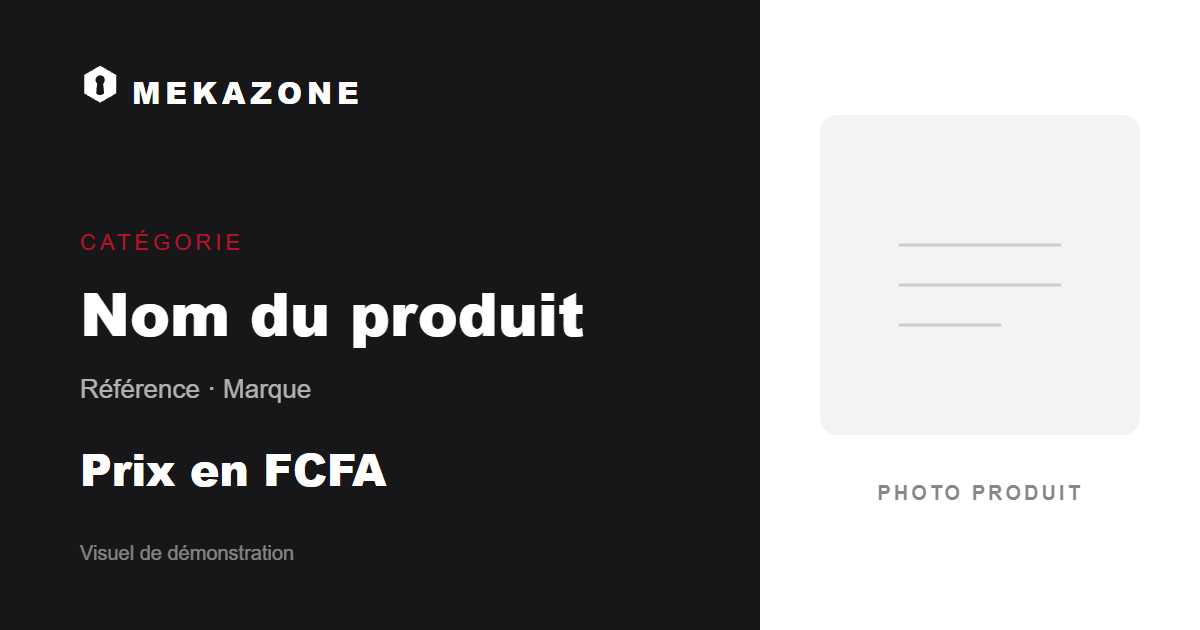 MEKAZONE
CATÉGORIE
Nom du produit
Référence · Marque
Prix en FCFA
Visuel de démonstration
PHOTO PRODUIT